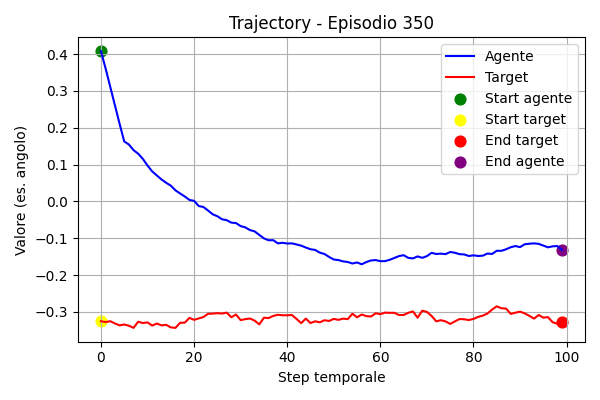 Trajectory - Episodio 350
Valore (es. angolo)
0.4
0.3
0.2
0.1
0.0
−0.1
−0.2
−0.3
Agente
Target
Start agente
Start target
End target
End agente
0 20 40 60 80 100
Step temporale